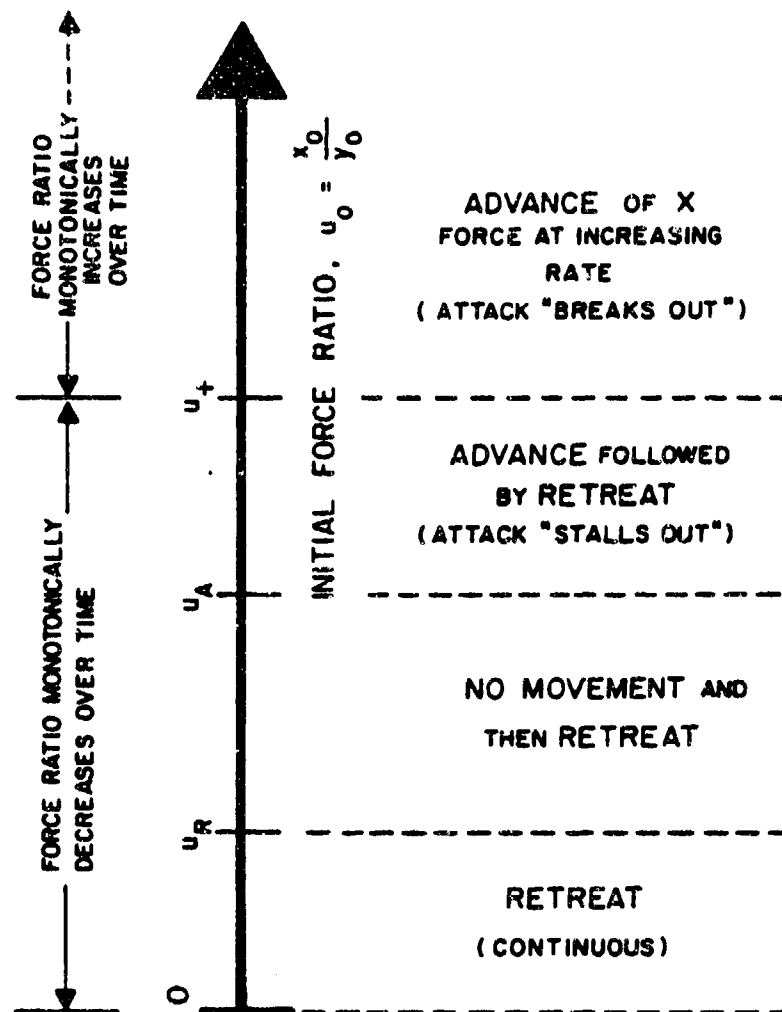 FORCE RATIO
MONOTONICALLY
INCREASES
OVER TIME
FORCE RATIO MONOTONICALLY
DECREASES OVER TIME
INITIAL FORCE RATIO, u₀ = x₀/y₀
u₊
u_A
u_R
0
ADVANCE OF X
FORCE AT INCREASING
RATE
(ATTACK "BREAKS OUT")
ADVANCE FOLLOWED
BY RETREAT
(ATTACK "STALLS OUT")
NO MOVEMENT AND
THEN RETREAT
RETREAT
(CONTINUOUS)